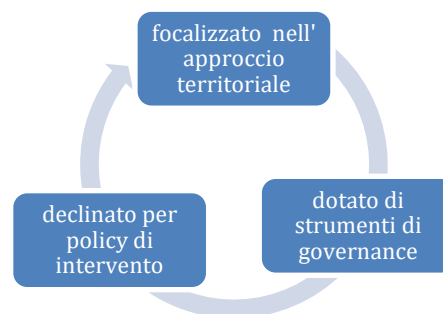 focalizzato nell'
approccio
territoriale
dotato di
strumenti di
governance
declinato per
policy di
intervento